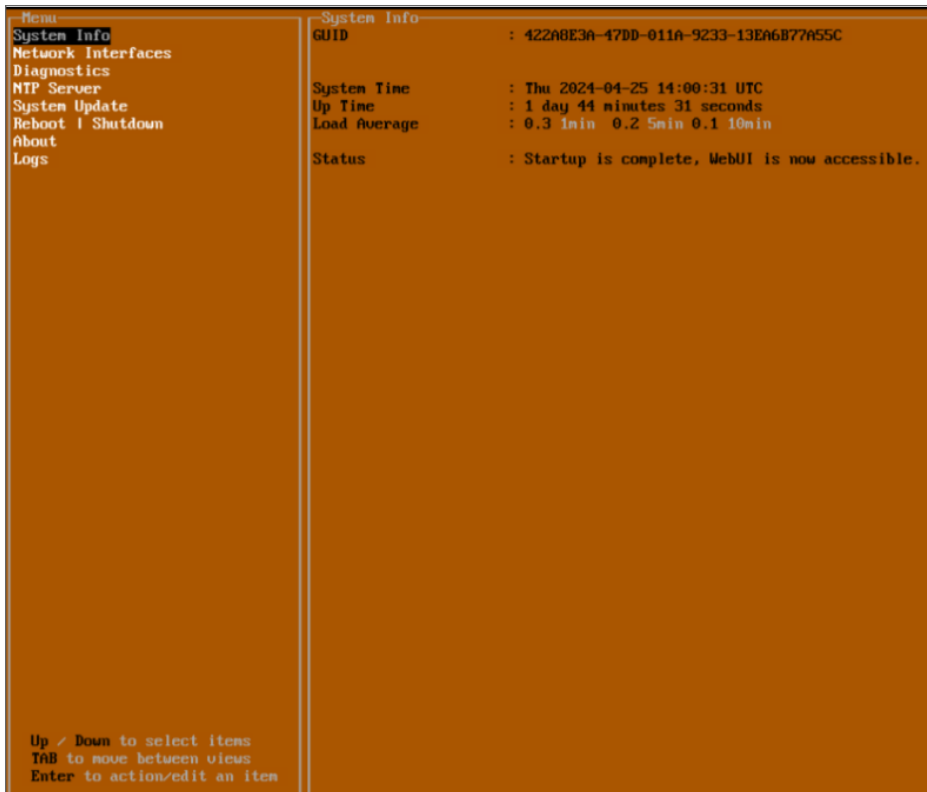 Menu
System Info
Network Interfaces
Diagnostics
NTP Server
System Update
Reboot | Shutdown
About
Logs
Up / Down to select items
TAB to move between views
Enter to action/edit an item
System Info
GUID : 422A8E3A-47DD-011A-9233-13EA6B77A55C
System Time : Thu 2024-04-25 14:00:31 UTC
Up Time : 1 day 44 minutes 31 seconds
Load Average : 0.3 1min 0.2 5min 0.1 10min
Status : Startup is complete, WebUI is now accessible.